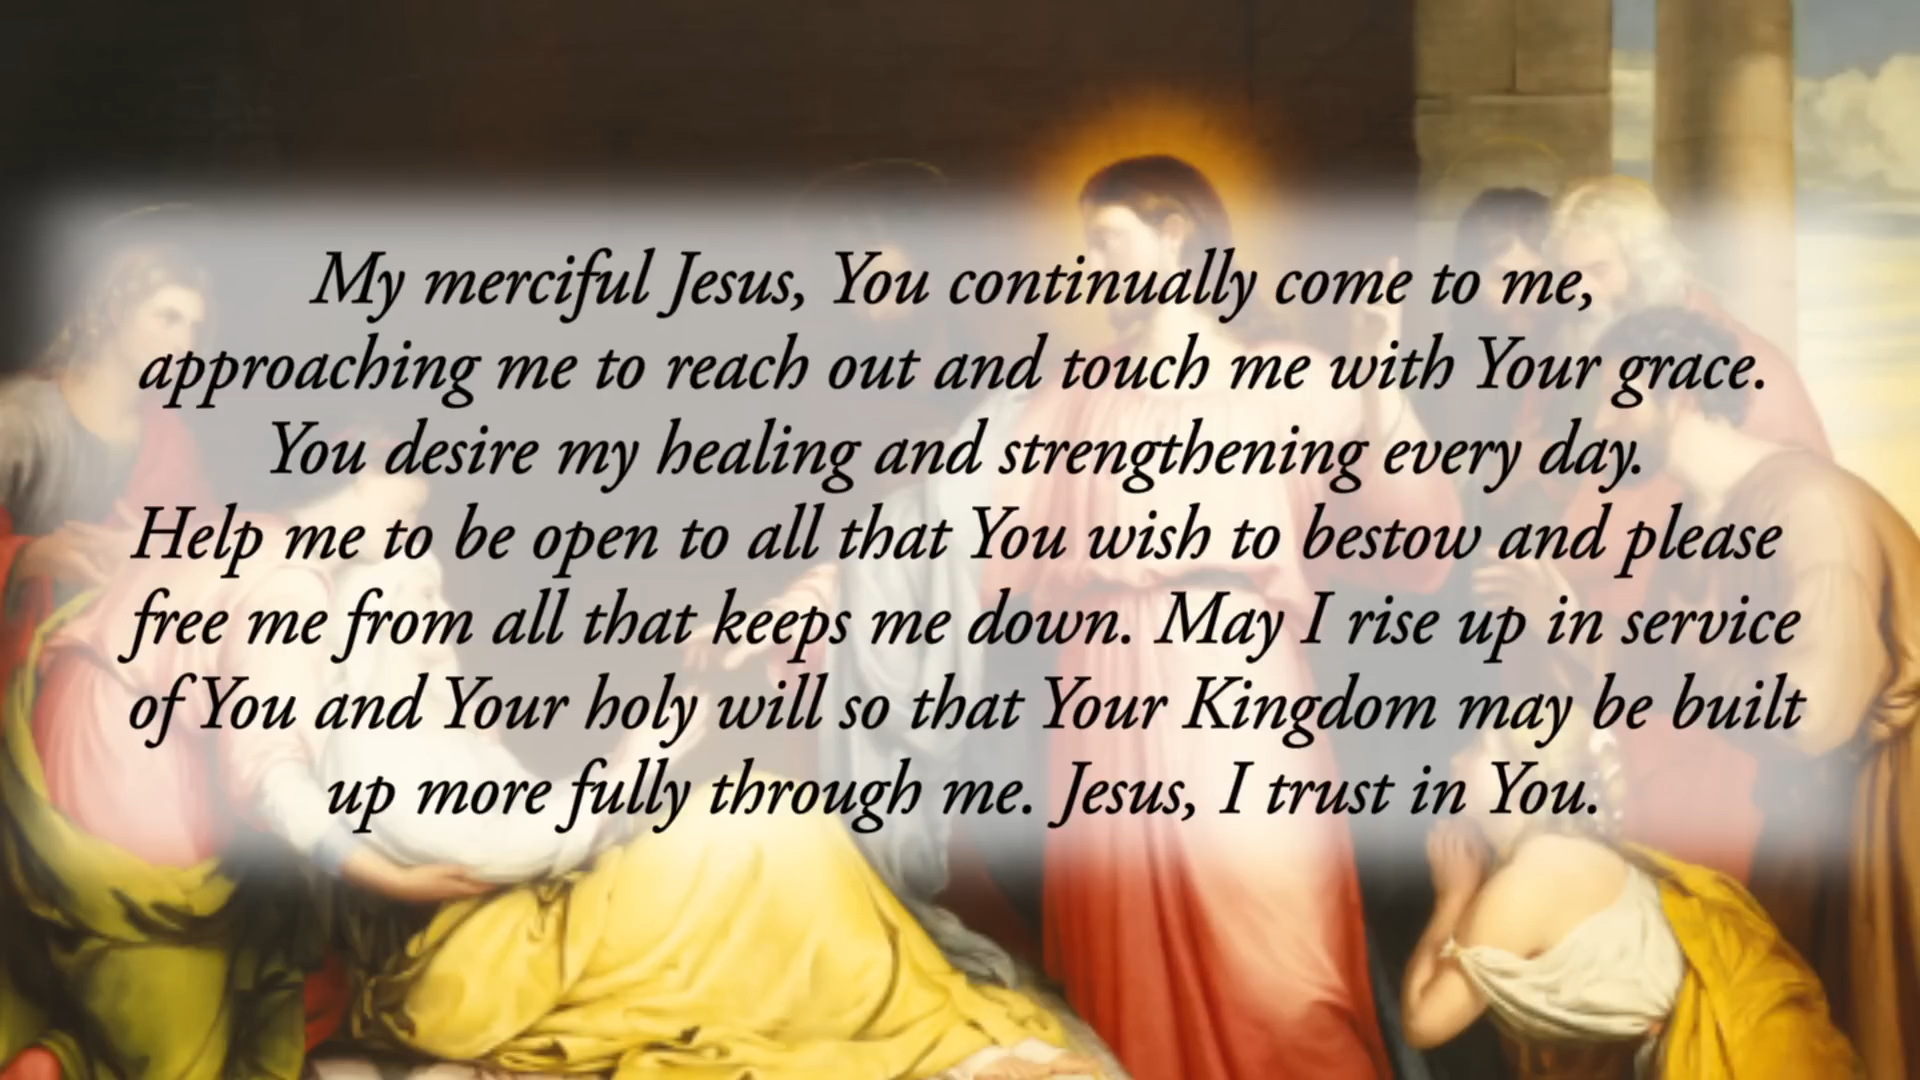 My merciful Jesus, You continually come to me,
approaching me to reach out and touch me with Your grace.
You desire my healing and strengthening every day.
Help me to be open to all that You wish to bestow and please
free me from all that keeps me down. May I rise up in service
of You and Your holy will so that Your Kingdom may be built
up more fully through me. Jesus, I trust in You.